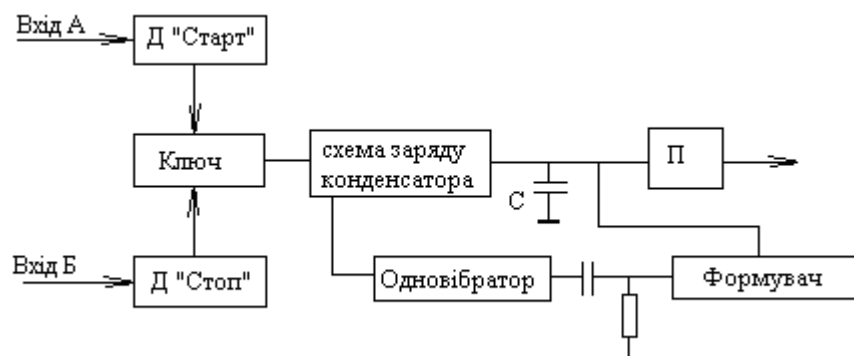 Вхід А
Д "Старт"
Ключ
схема заряду
конденсатора
П
С
Вхід Б
Д "Стоп"
Одновібратор
Формувач